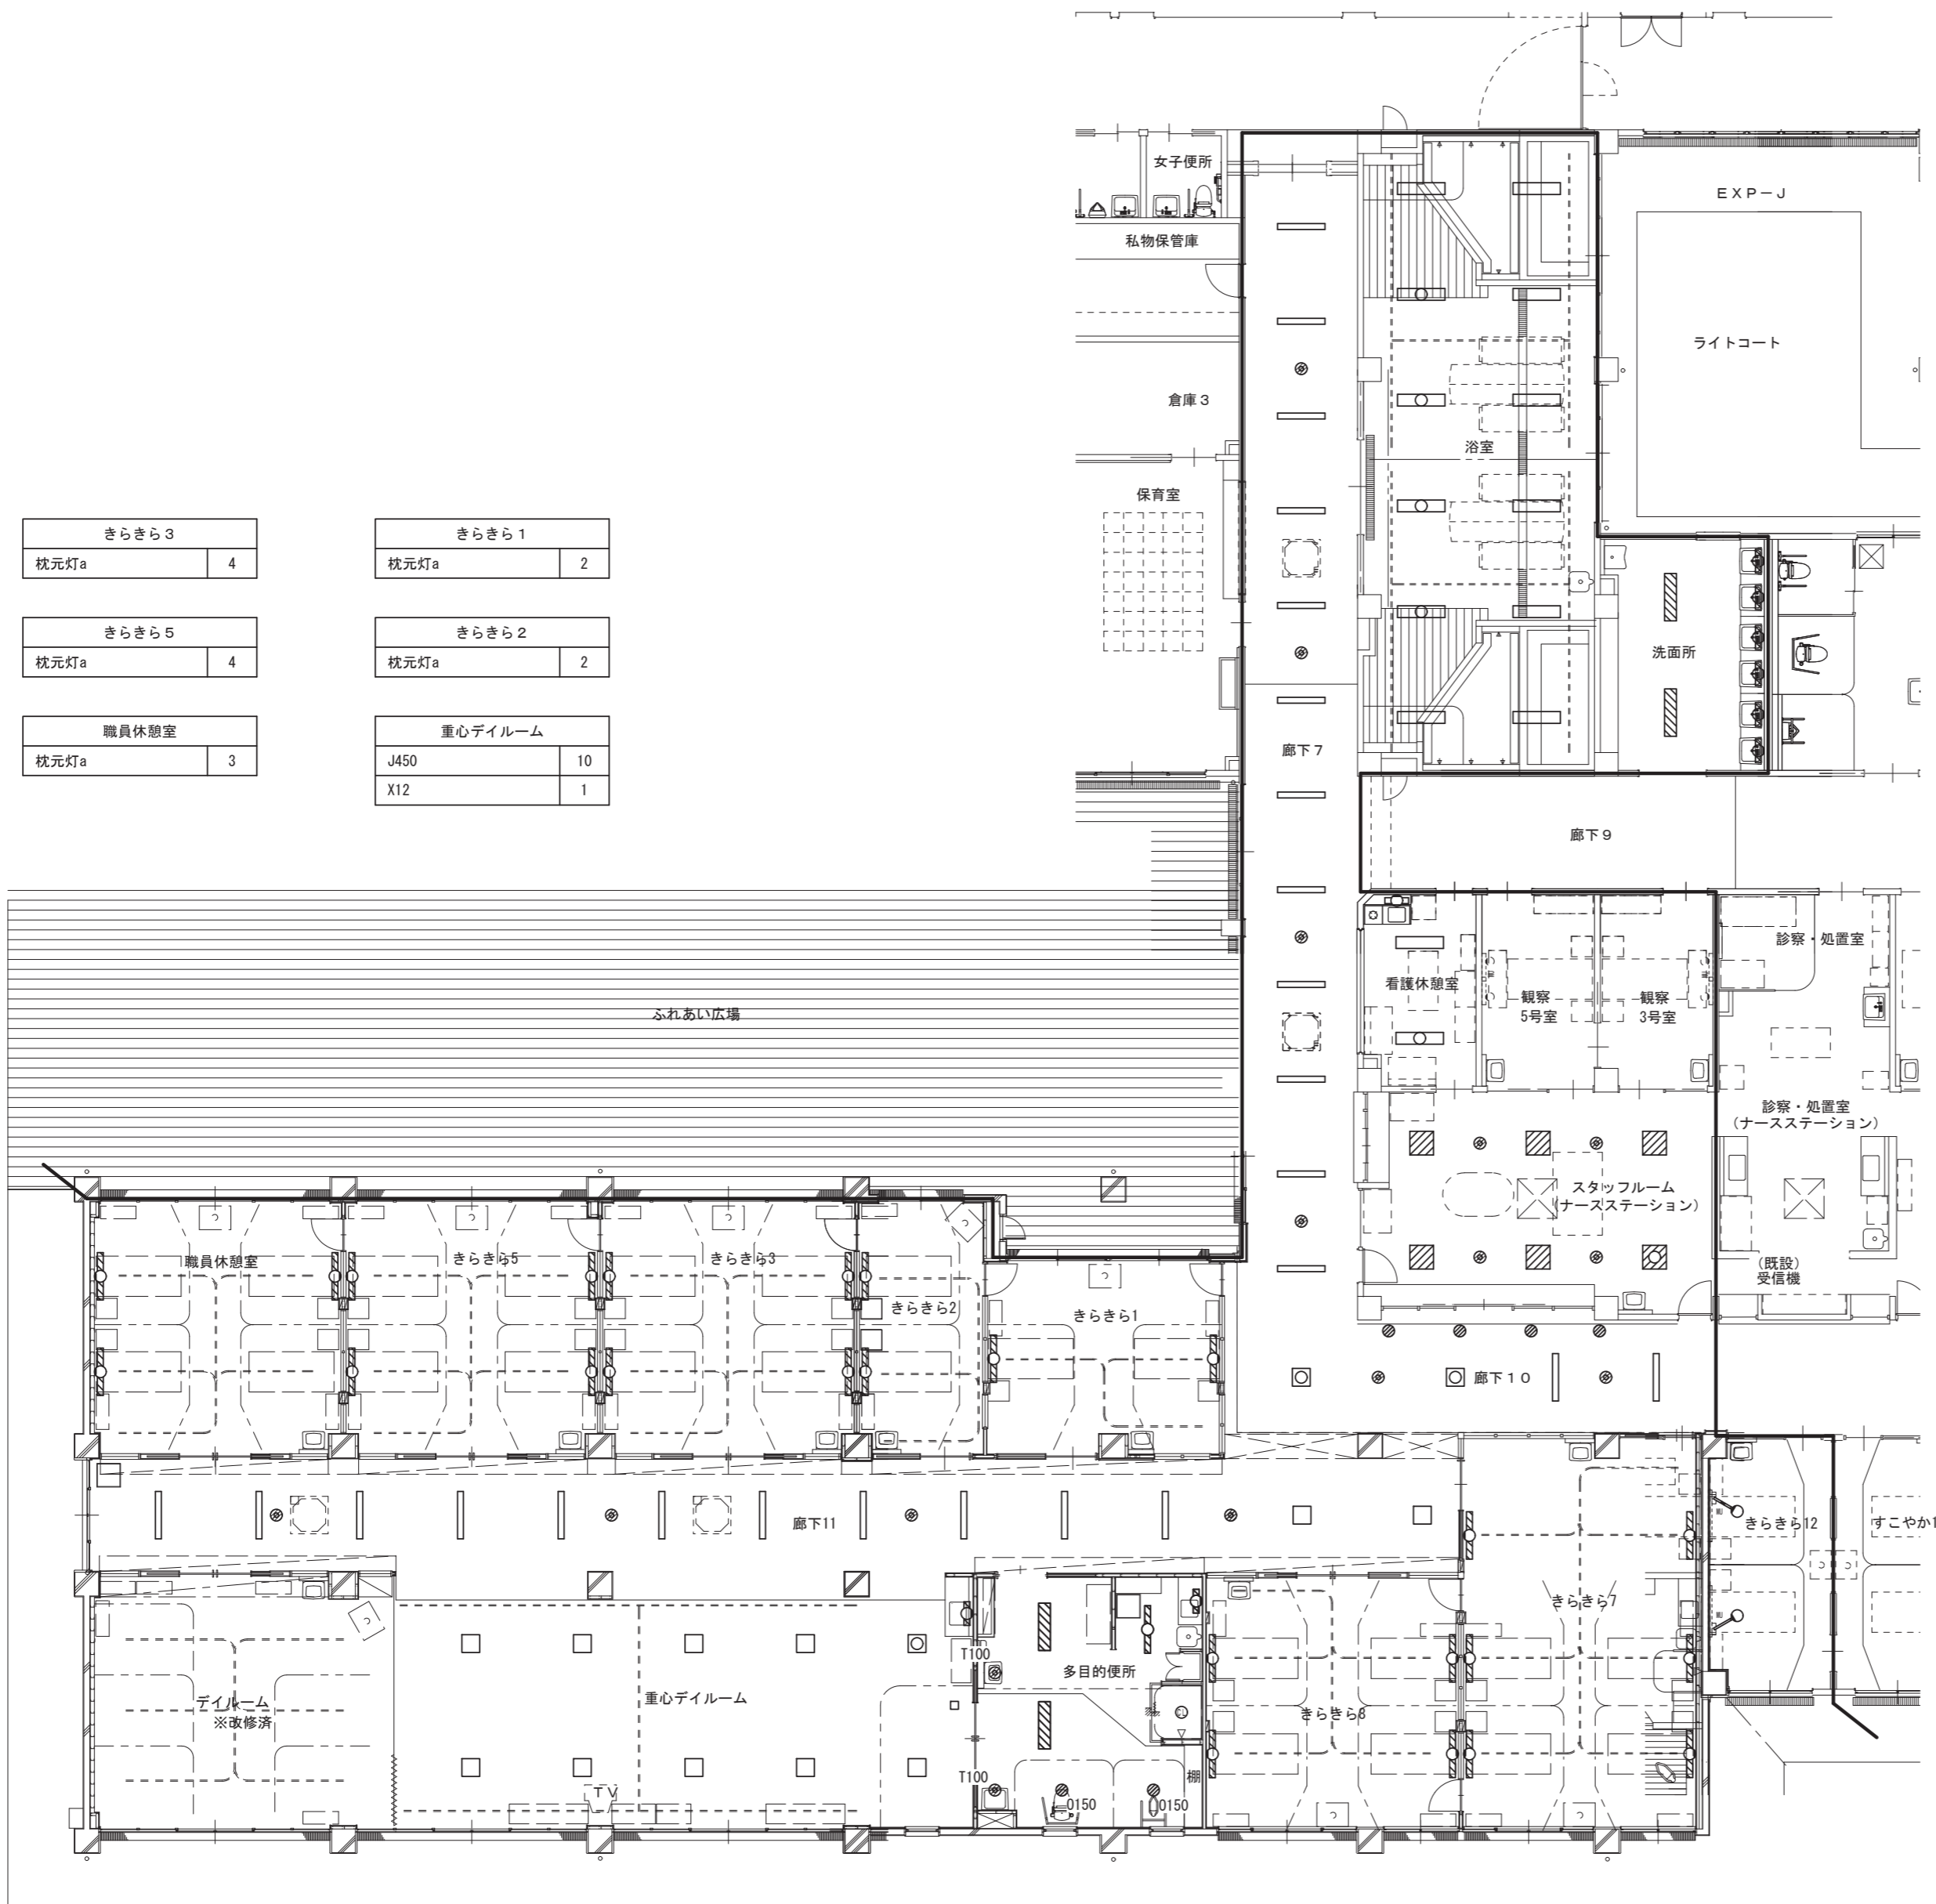 女子便所
EXP－J
私物保管庫
ライトコート
倉庫３
浴室
保育室
きらきら３
枕元灯a 4
きらきら１
枕元灯a 2
きらきら５
枕元灯a 4
きらきら２
枕元灯a 2
洗面所
職員休憩室
枕元灯a 3
重心デイルーム
J450 10
X12 1
廊下７
廊下９
診察・処置室
看護休憩室
観察
5号室
観察
3号室
ふれあい広場
診察・処置室
(ナースステーション)
スタッフルーム
(ナースステーション)
職員休憩室
きらきら5
きらきら3
きらきら2
きらきら1
(既設)
受信機
廊下１０
廊下11
きらきら12
すこやか1
きらきら7
T100
多目的便所
デイルーム
※改修済
重心デイルーム
きらきら8
T100
棚
TV
O150
O150